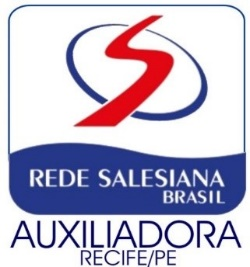 REDE SALESIANA
BRASIL
AUXILIADORA
RECIFE/PE